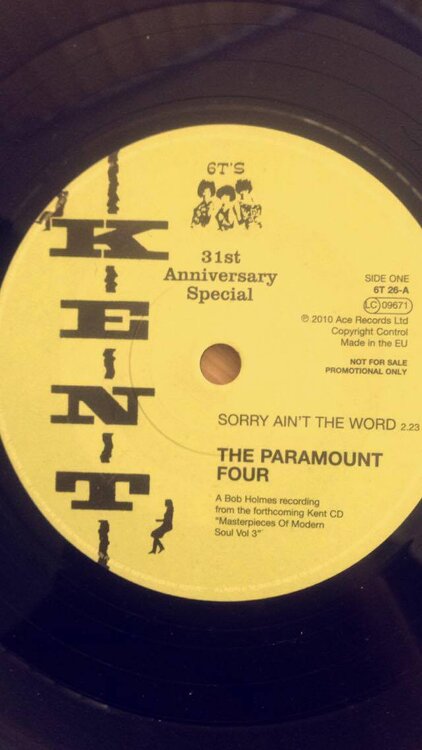 6T'S
31st
Anniversary
Special
KENT
SIDE ONE
6T 26-A
LC 09671
℗ 2010 Ace Records Ltd
Copyright Control
Made in the EU
NOT FOR SALE
PROMOTIONAL ONLY
SORRY AIN'T THE WORD 2.23
THE PARAMOUNT
FOUR
A Bob Holmes recording
from the forthcoming Kent CD
"Masterpieces Of Modern
Soul Vol 3"